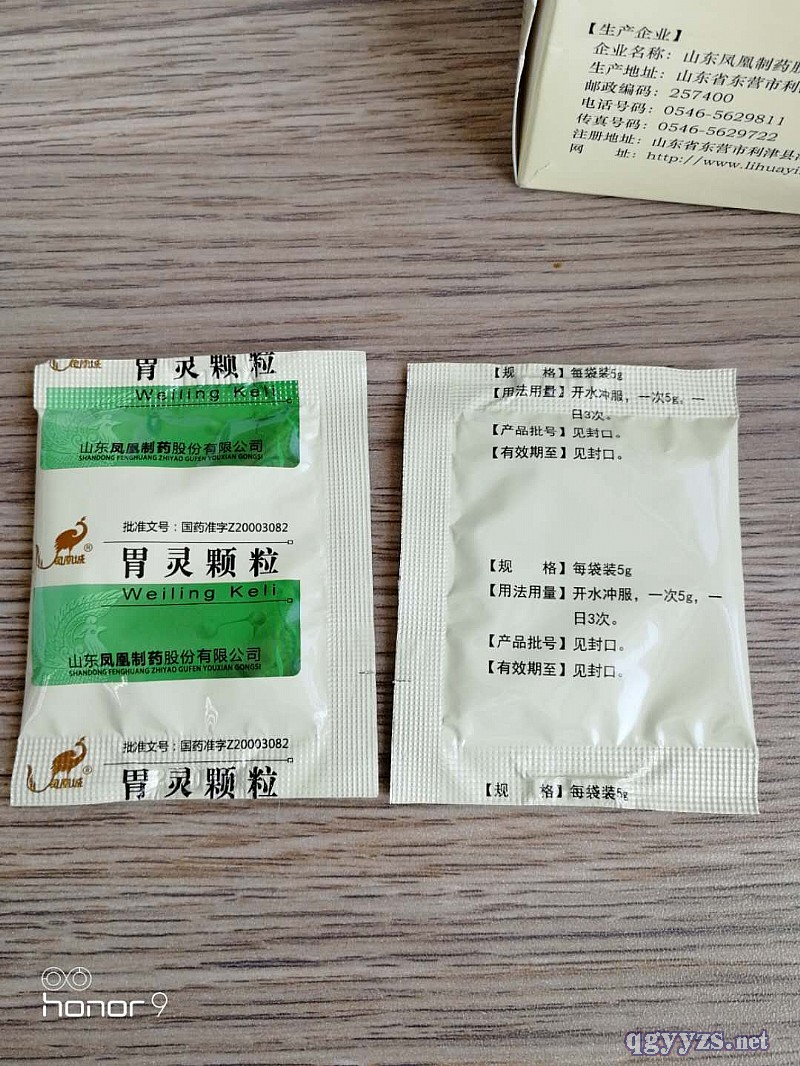 【生产企业】
企业名称：山东凤凰制药股
生产地址：山东省东营市利
邮政编码：257400
电话号码：0546-5629811
传真号码：0546-5629722
注册地址：山东省东营市利津县
网 址：http://www.lihuayi
凤凰城
胃灵颗粒
Weiling Keli
山东凤凰制药股份有限公司
SHANDONG FENGHUANG ZHIYAO GUFEN YOUXIAN GONGSI
批准文号：国药准字Z20003082
凤凰城®
胃灵颗粒
Weiling Keli
山东凤凰制药股份有限公司
SHANDONG FENGHUANG ZHIYAO GUFEN YOUXIAN GONGSI
批准文号：国药准字Z20003082
凤凰城®
胃灵颗粒
【规 格】每袋装5g
【用法用量】开水冲服，一次5g，一
日3次。
【产品批号】见封口。
【有效期至】见封口。
【规 格】每袋装5g
【用法用量】开水冲服，一次5g，一
日3次。
【产品批号】见封口。
【有效期至】见封口。
【规 格】每袋装5g
honor 9
qgyyzs.net